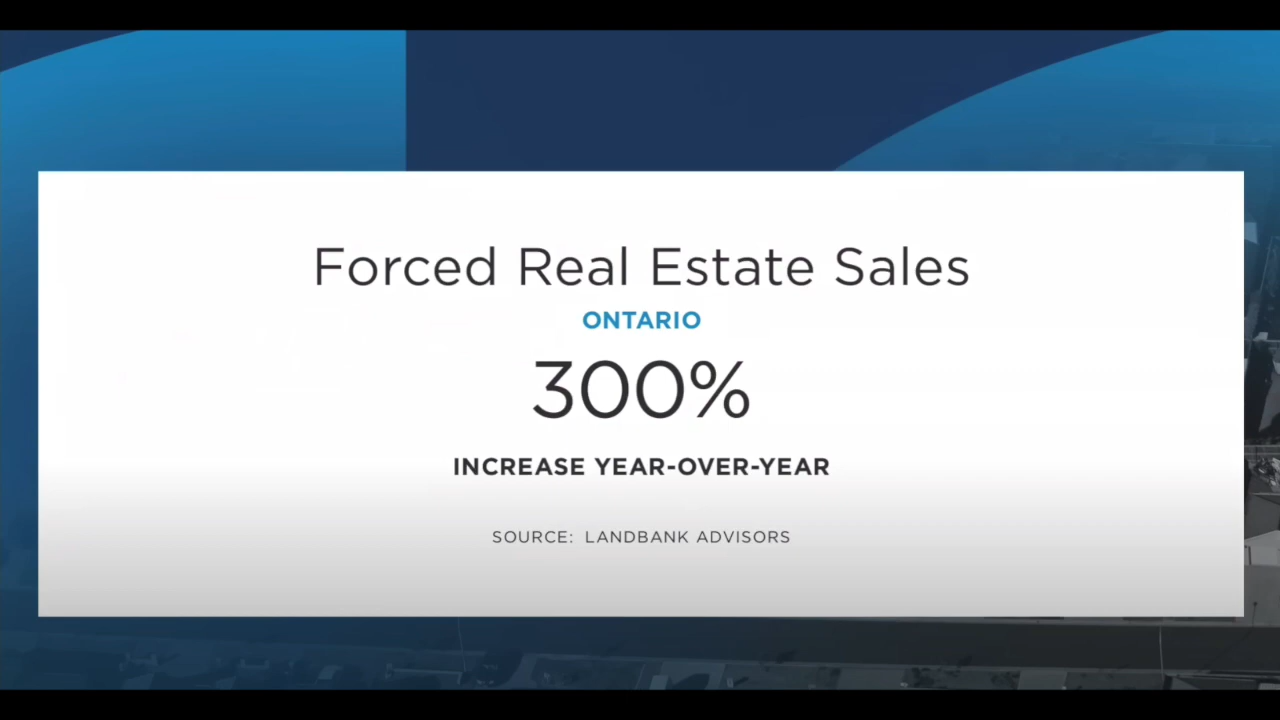 Forced Real Estate Sales
ONTARIO
300%
INCREASE YEAR-OVER-YEAR
SOURCE: LANDBANK ADVISORS